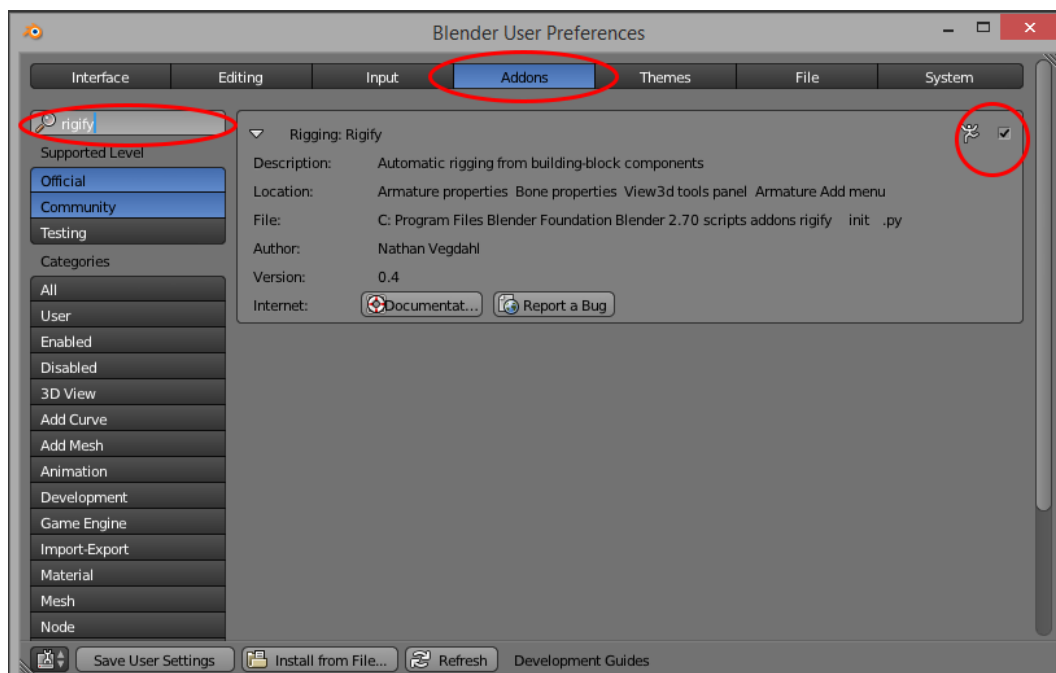 Blender User Preferences
Interface Editing Input Addons Themes File System
rigify
Supported Level
Official
Community
Testing
Categories
All
User
Enabled
Disabled
3D View
Add Curve
Add Mesh
Animation
Development
Game Engine
Import-Export
Material
Mesh
Node
Rigging: Rigify
Description: Automatic rigging from building-block components
Location: Armature properties Bone properties View3d tools panel Armature Add menu
File: C: Program Files Blender Foundation Blender 2.70 scripts addons rigify init .py
Author: Nathan Vegdahl
Version: 0.4
Internet: Documentat... Report a Bug
Save User Settings Install from File... Refresh Development Guides